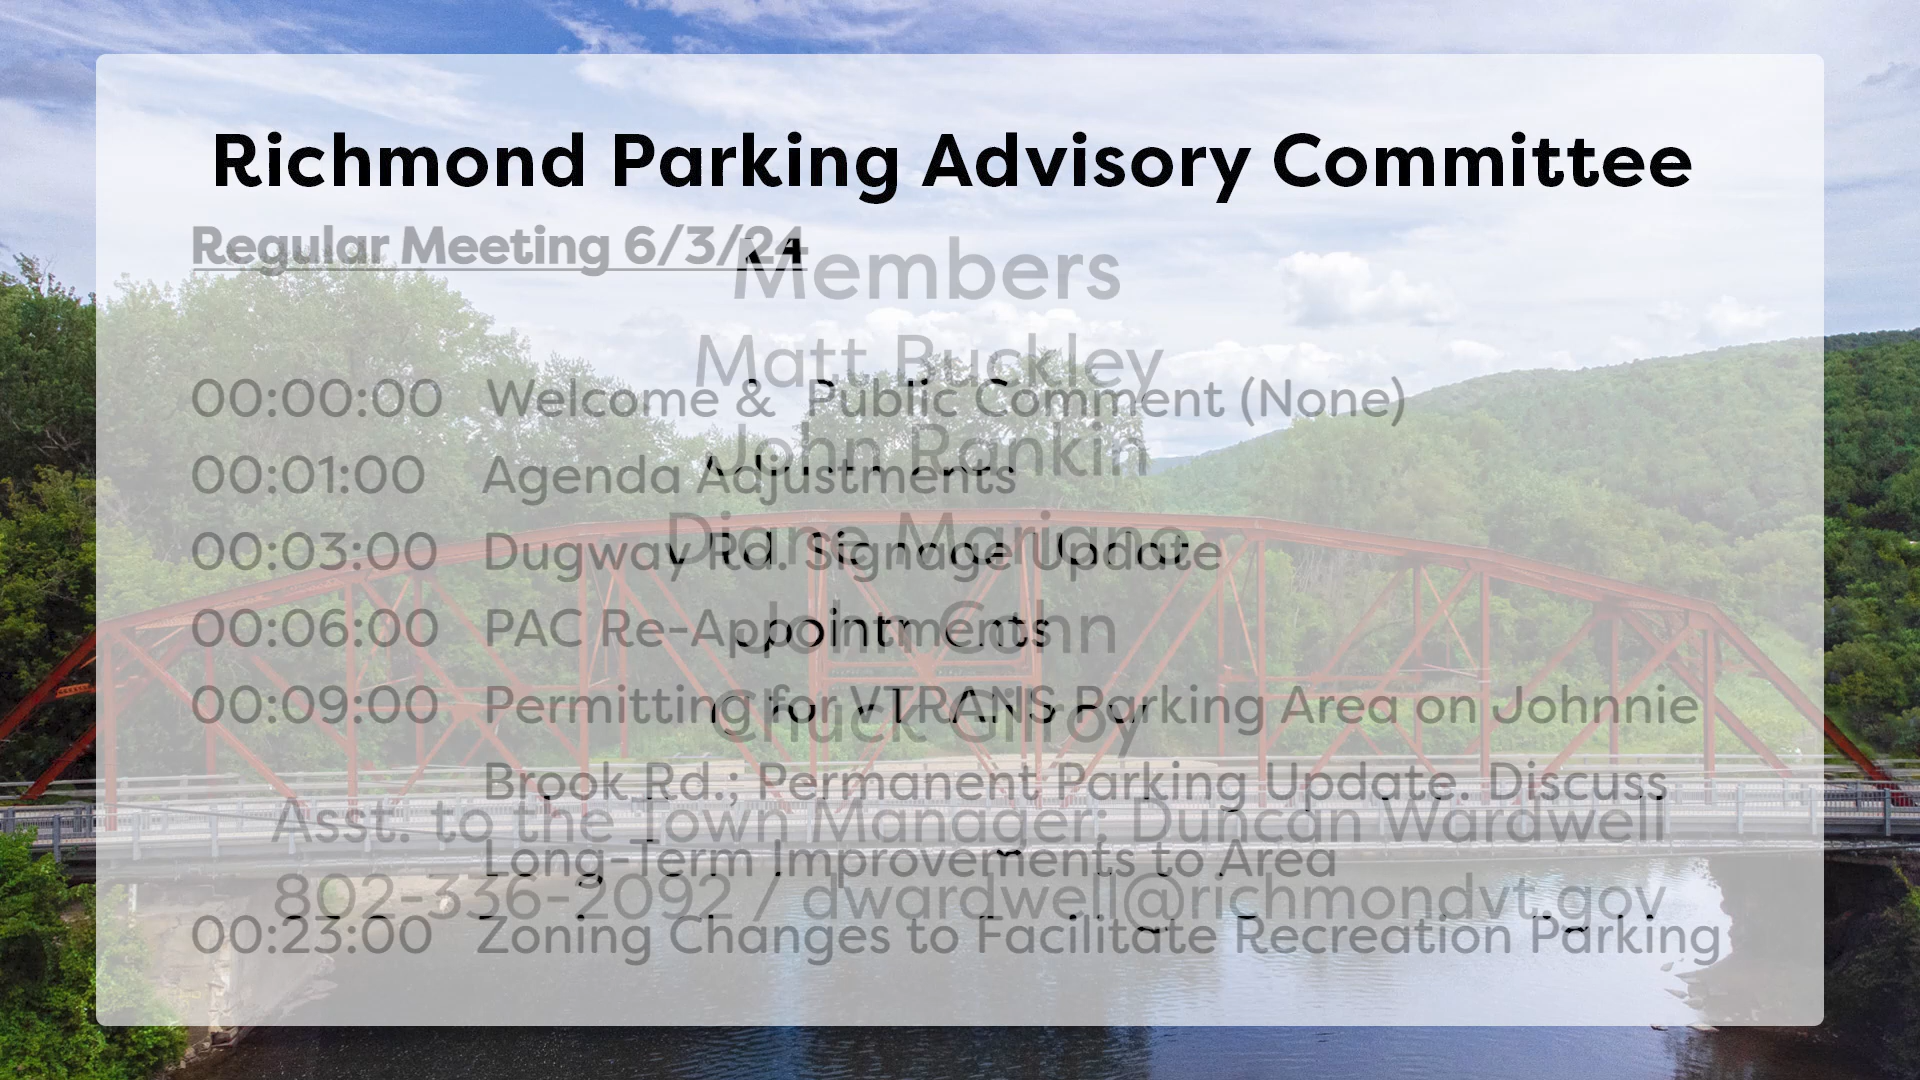 Richmond Parking Advisory Committee
Regular Meeting 6/3/24
Members
Matt Buckley
00:00:00 Welcome & Public Comment (None)
John Rankin
00:01:00 Agenda Adjustments
Diane Mariano
00:03:00 Dugway Rd. Signage Update
John Cohn
00:06:00 PAC Re-Appointments
00:09:00 Permitting for VTRANS Parking Area on Johnnie
Chuck Gilroy
Brook Rd.; Permanent Parking Update. Discuss
Asst. to the Town Manager: Duncan Wardwell
Long-Term Improvements to Area
802-336-2092 / dwardwell@richmondvt.gov
00:23:00 Zoning Changes to Facilitate Recreation Parking